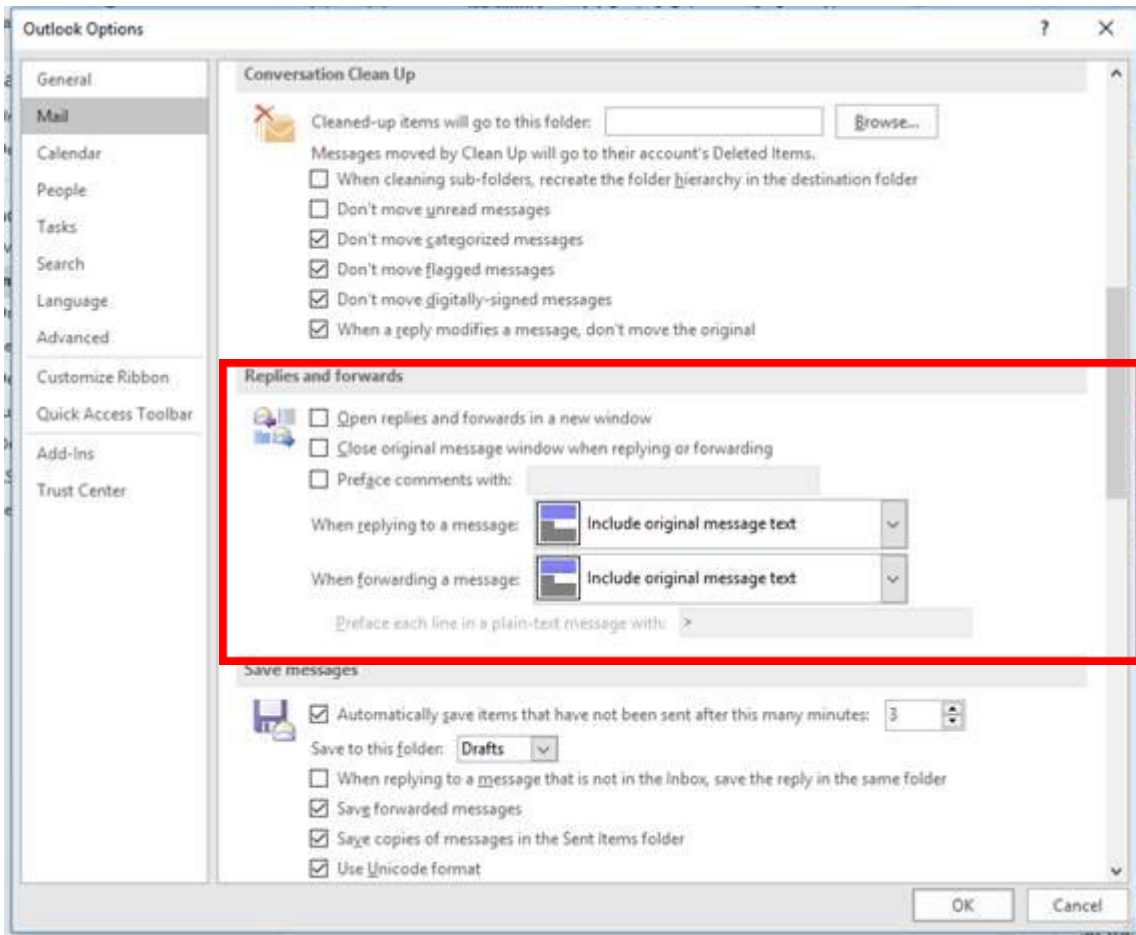 Outlook Options
?
General
Mail
Calendar
People
Tasks
Search
Language
Advanced
Customize Ribbon
Quick Access Toolbar
Add-Ins
Trust Center
Conversation Clean Up
Cleaned-up items will go to this folder:
Browse...
Messages moved by Clean Up will go to their account's Deleted Items.
When cleaning sub-folders, recreate the folder hierarchy in the destination folder
Don't move unread messages
Don't move categorized messages
Don't move flagged messages
Don't move digitally-signed messages
When a reply modifies a message, don't move the original
Replies and forwards
Open replies and forwards in a new window
Close original message window when replying or forwarding
Preface comments with:
When replying to a message: Include original message text
When forwarding a message: Include original message text
Preface each line in a plain-text message with: >
Save messages
Automatically save items that have not been sent after this many minutes: 3
Save to this folder: Drafts
When replying to a message that is not in the Inbox, save the reply in the same folder
Save forwarded messages
Save copies of messages in the Sent Items folder
Use Unicode format
OK Cancel